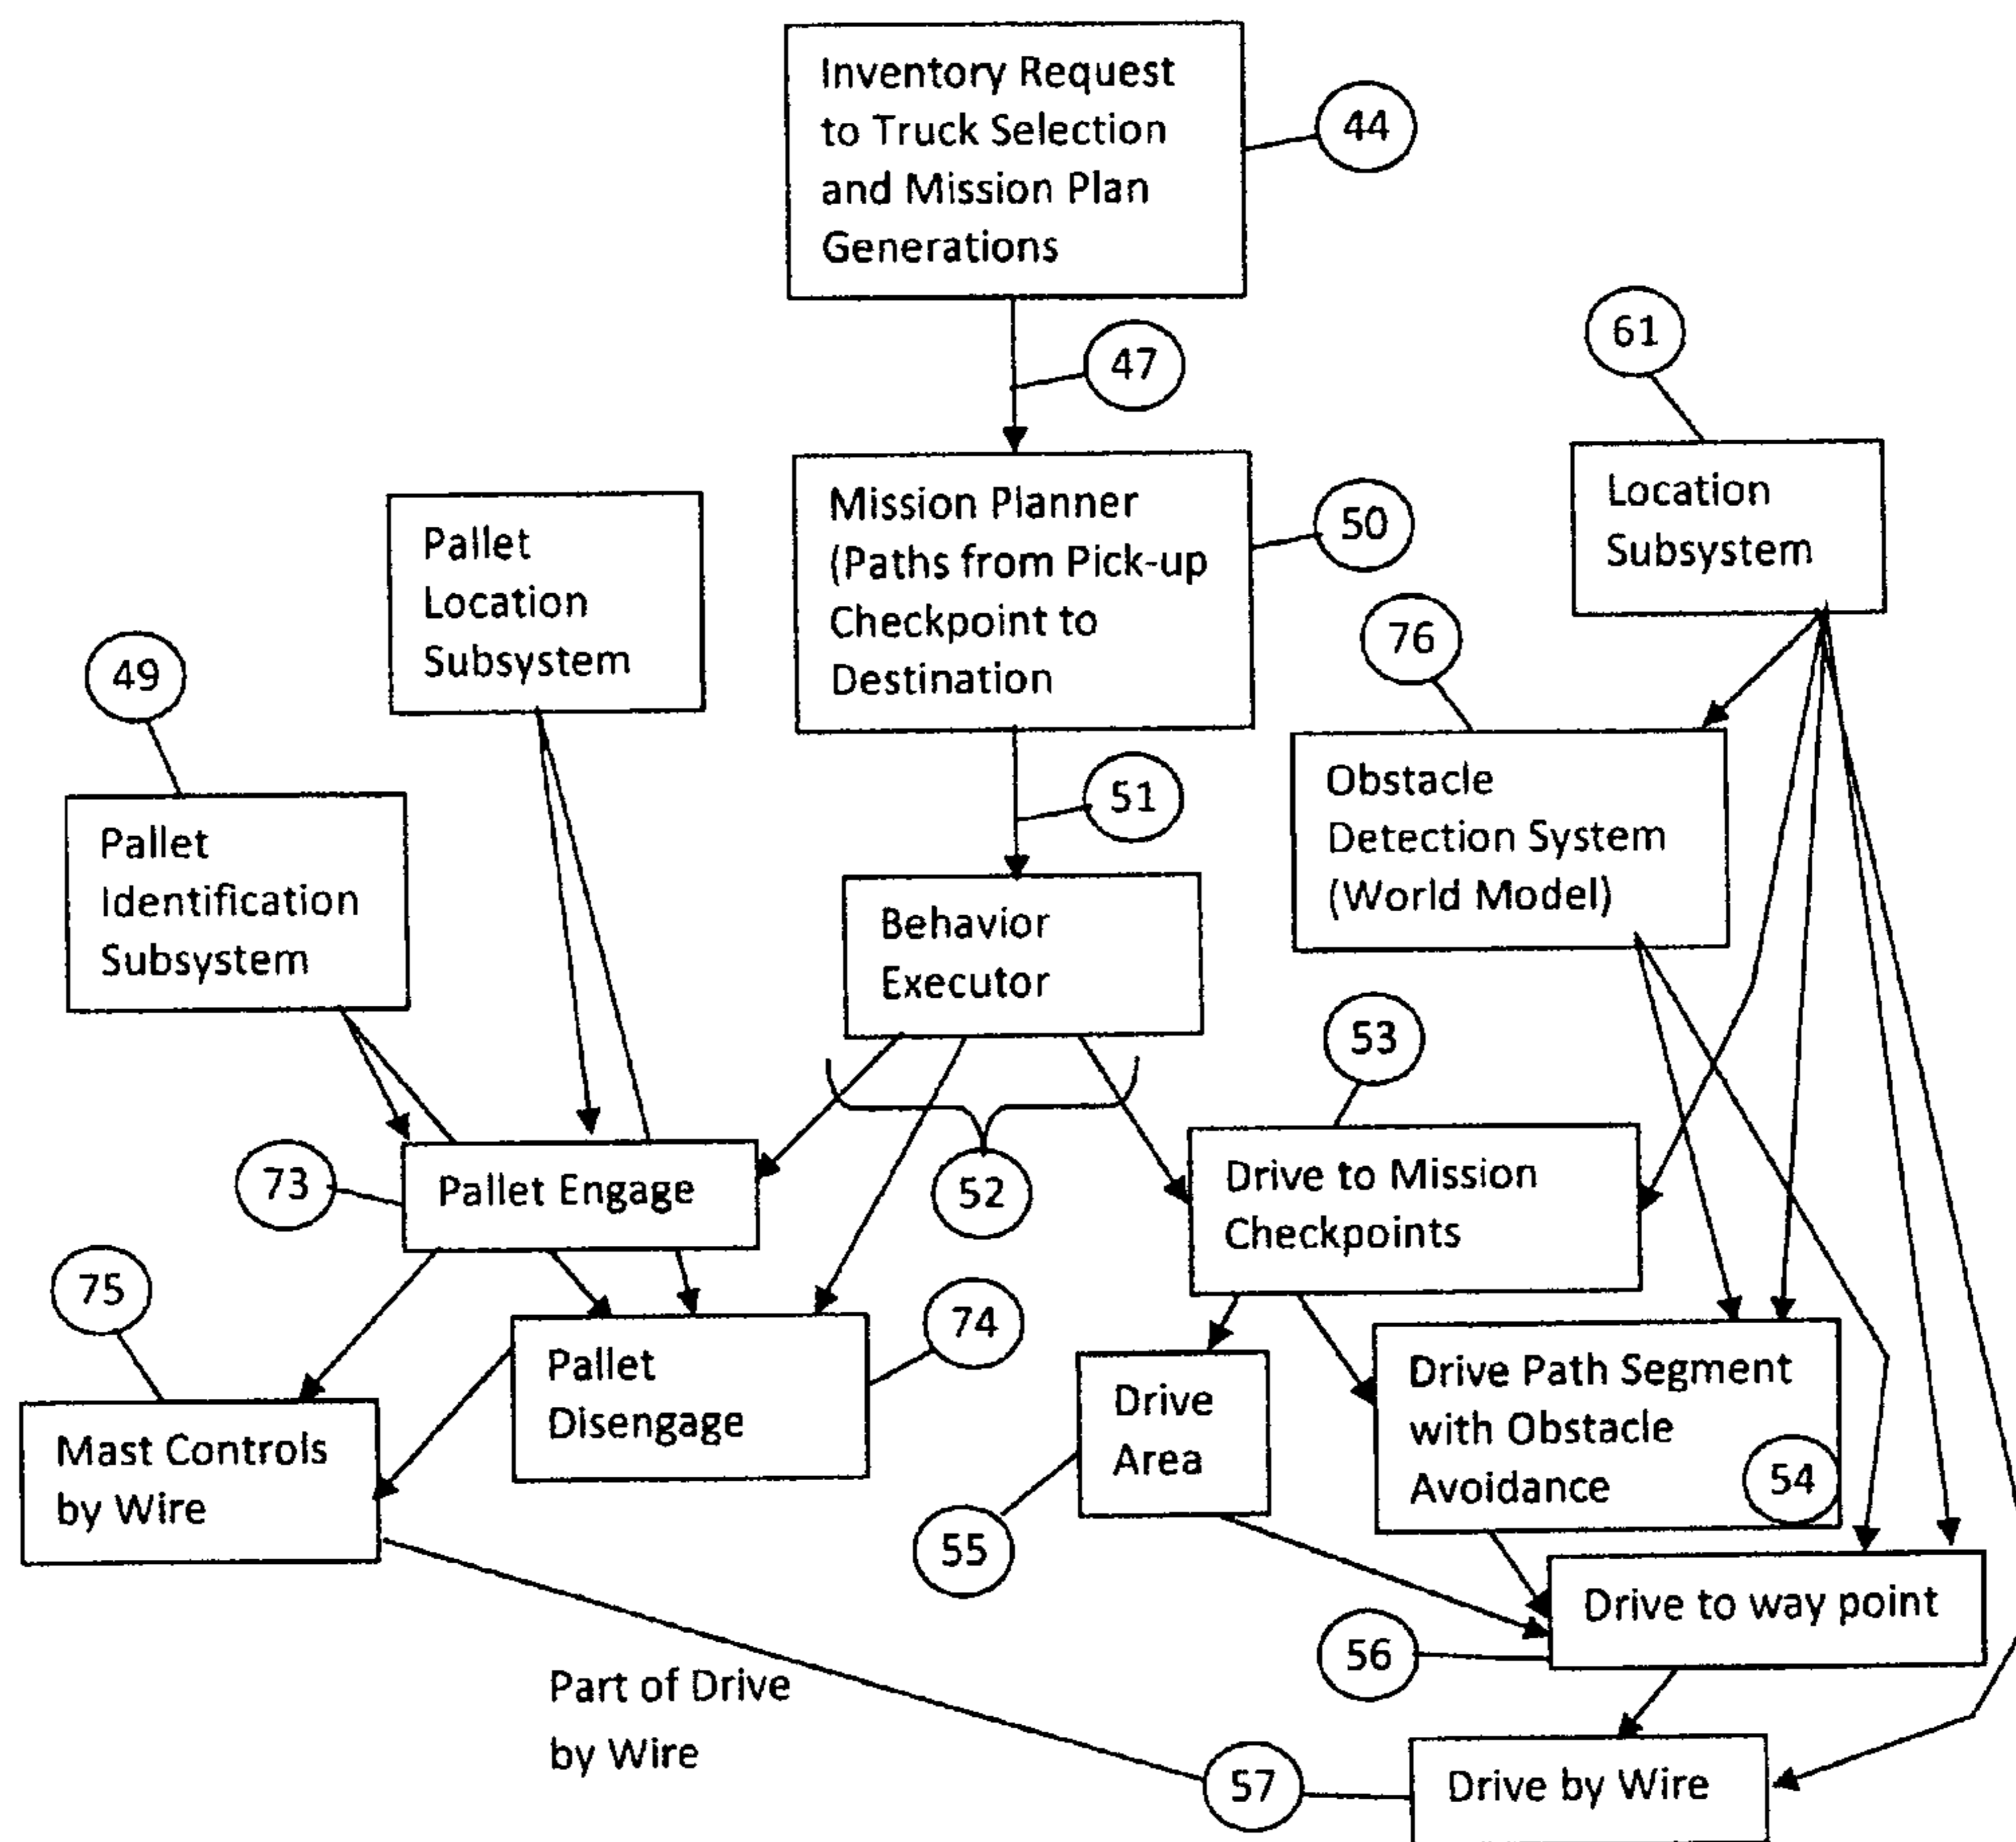 Inventory Request
to Truck Selection
and Mission Plan
Generations
44
47
61
Mission Planner
(Paths from Pick-up
Checkpoint to
Destination
50
Location
Subsystem
Pallet
Location
Subsystem
76
49
51
Obstacle
Detection System
(World Model)
Pallet
Identification
Subsystem
Behavior
Executor
53
73
Pallet Engage
52
Drive to Mission
Checkpoints
75
74
Pallet
Disengage
Drive
Area
Drive Path Segment
with Obstacle
Avoidance
54
Mast Controls
by Wire
55
Drive to way point
56
Part of Drive
by Wire
57
Drive by Wire